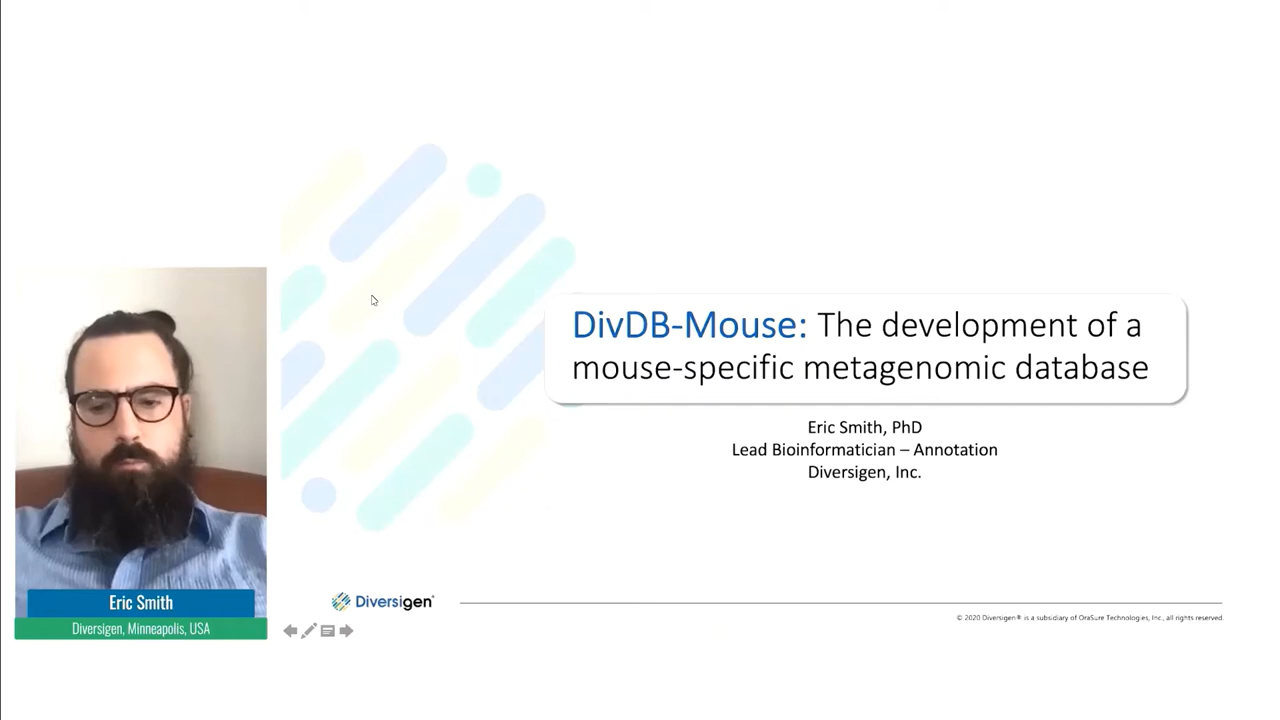 DivDB-Mouse: The development of a
mouse-specific metagenomic database
Eric Smith, PhD
Lead Bioinformatician – Annotation
Diversigen, Inc.
Eric Smith
Diversigen, Minneapolis, USA
Diversigen®
© 2020 Diversigen® is a subsidiary of OraSure Technologies, Inc., all rights reserved.